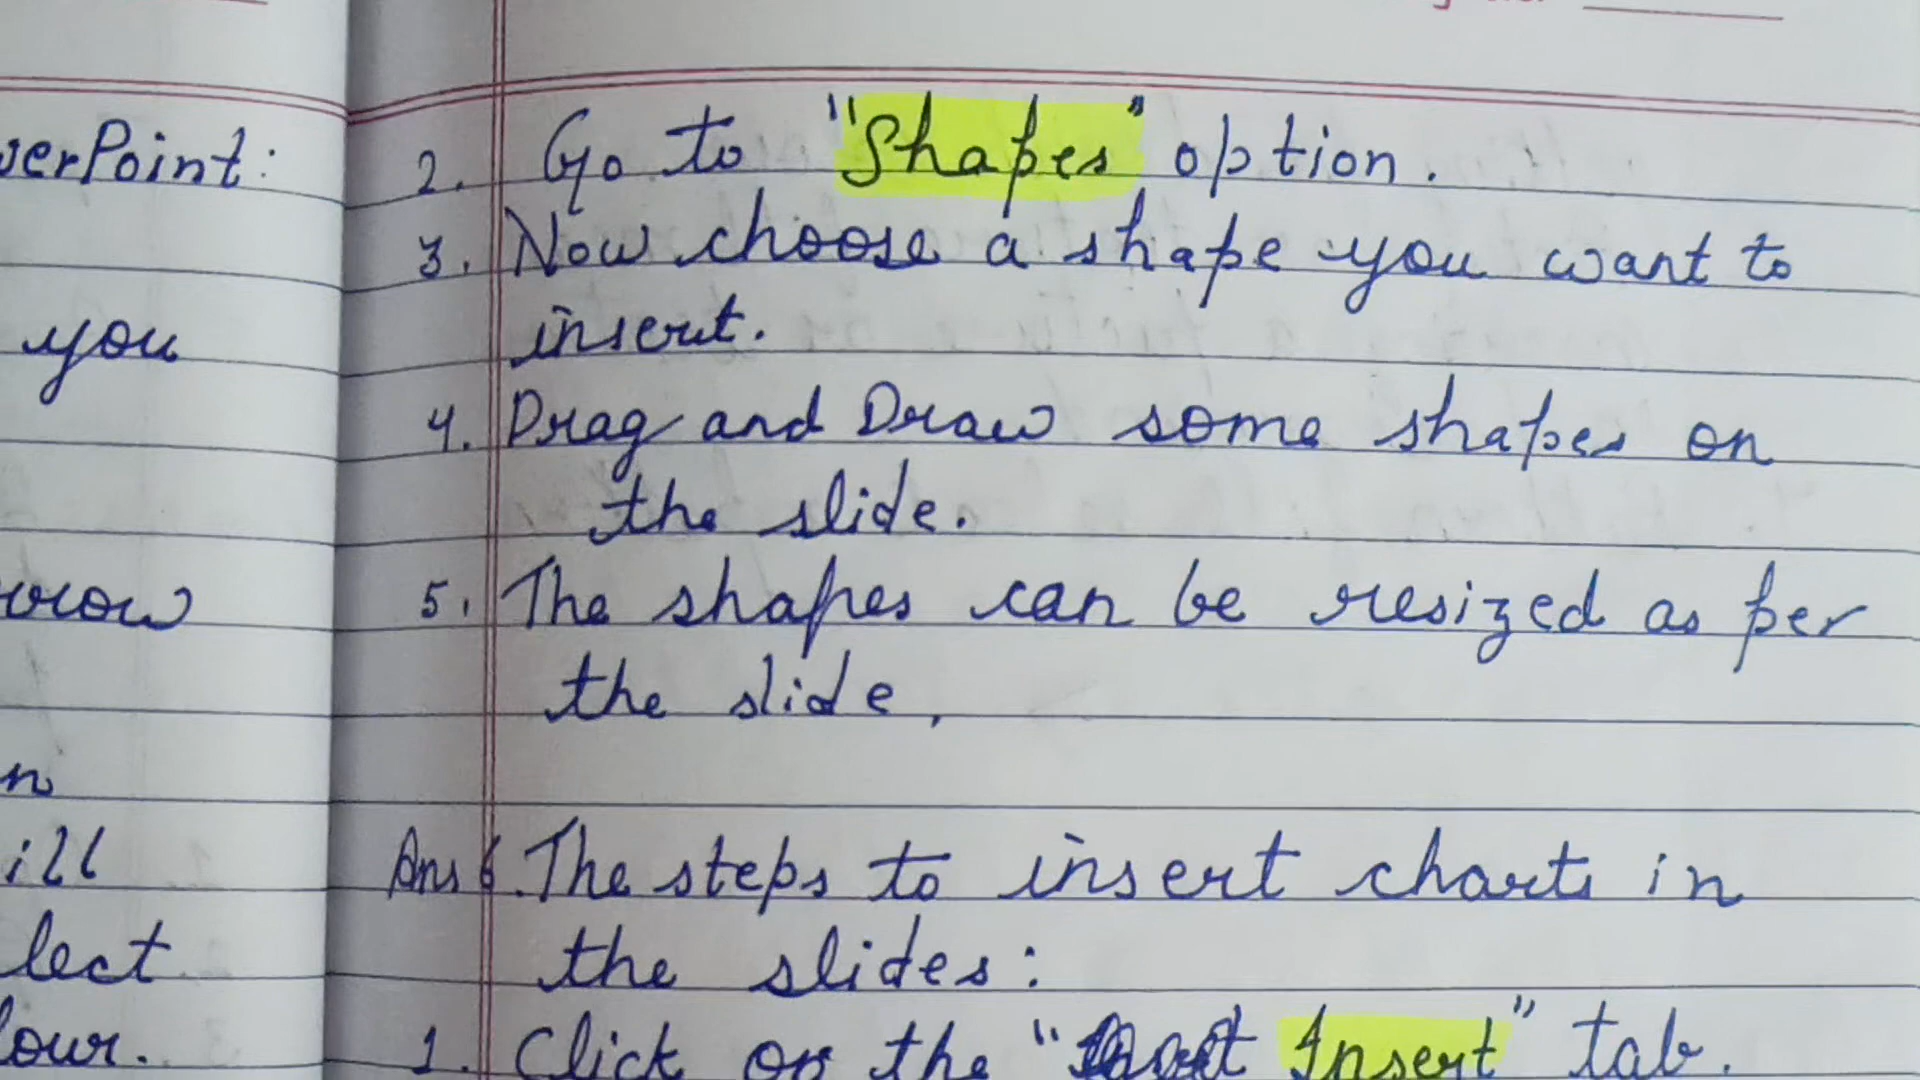 verPoint:
you
row
n
ill
lect
lour.
2. Go to "Shapes" option.
3. Now choose a shape you want to
insert.
4. Drag and Draw some shapes on
the slide.
5. The shapes can be resized as per
the slide.
Ans 6. The steps to insert charts in
the slides:
1. Click on the " Insert" tab.